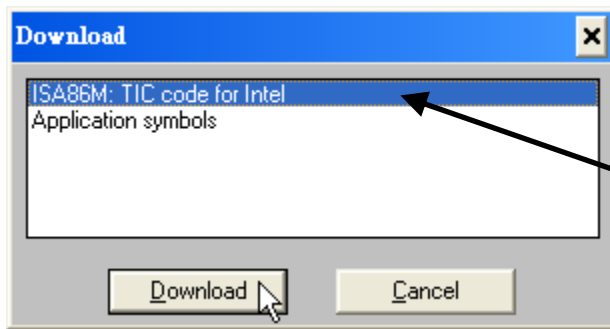 Download
ISA86M: TIC code for Intel
Application symbols
Download
Cancel